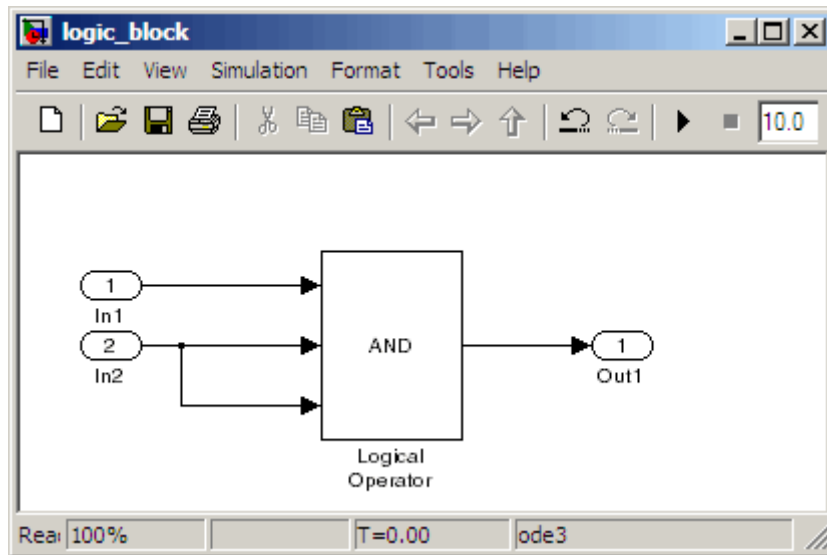 logic_block
File Edit View Simulation Format Tools Help
10.0
1
In1
2
In2
AND
Logical
Operator
1
Out1
Rea 100% T=0.00 ode3